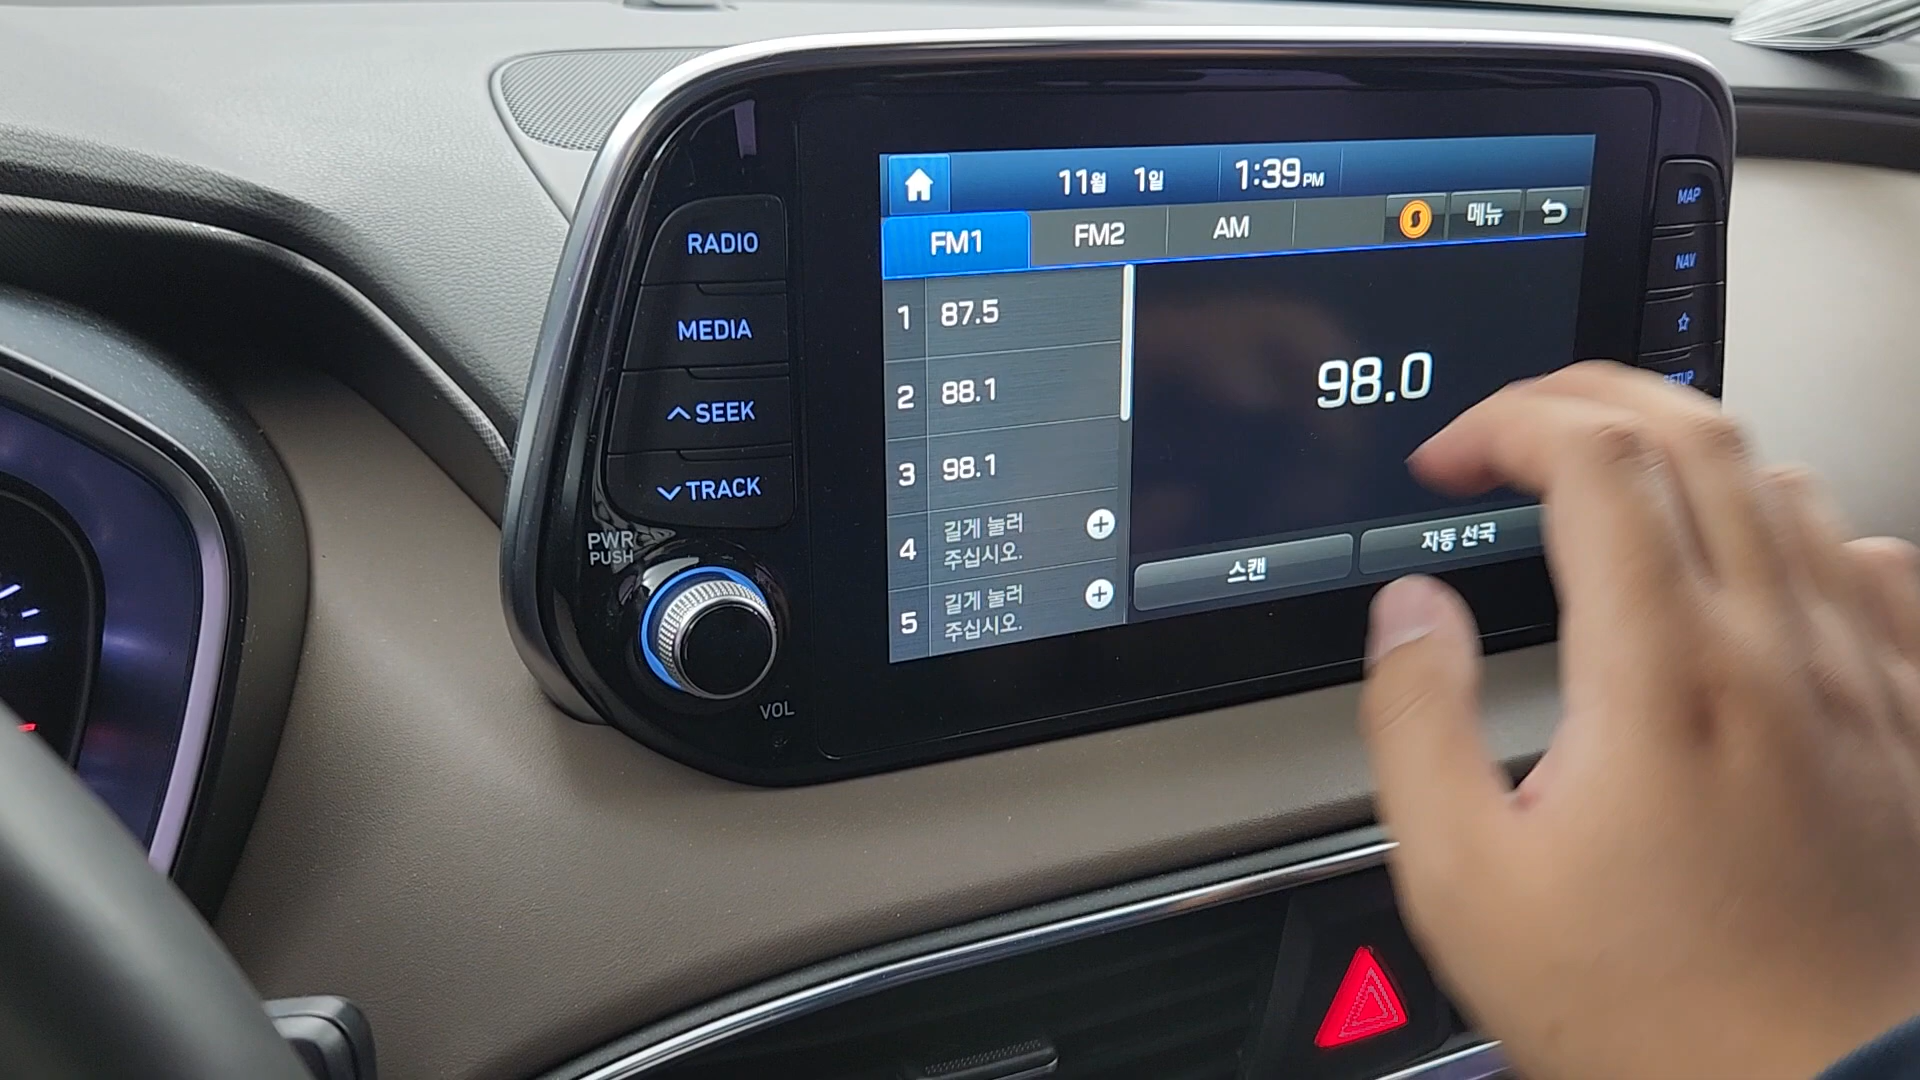 11월 1일 1:39 PM
FM1 FM2 AM 메뉴
1 87.5
2 88.1
3 98.1
4 길게 눌러
주십시오.
5 길게 눌러
주십시오.
98.0
스캔 자동 선국
RADIO
MEDIA
SEEK
TRACK
PWR
PUSH
VOL
MAP
NAV